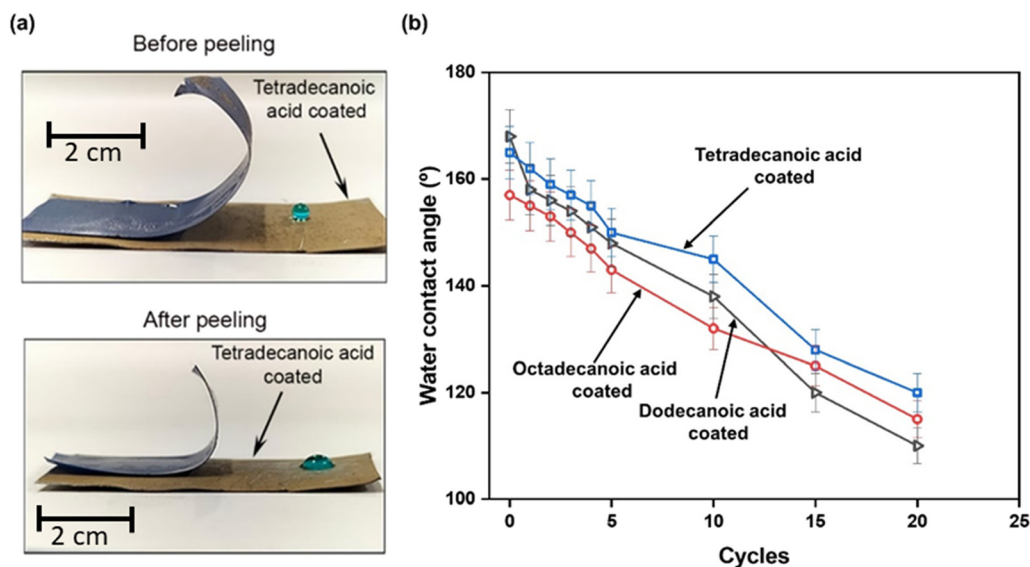 (a)
Before peeling
Tetradecanoic
acid coated
2 cm
After peeling
Tetradecanoic acid
coated
2 cm
(b)
180
160
140
120
100
0
5
10
15
20
25
Water contact angle (º)
Cycles
Tetradecanoic acid
coated
Octadecanoic acid
coated
Dodecanoic acid
coated